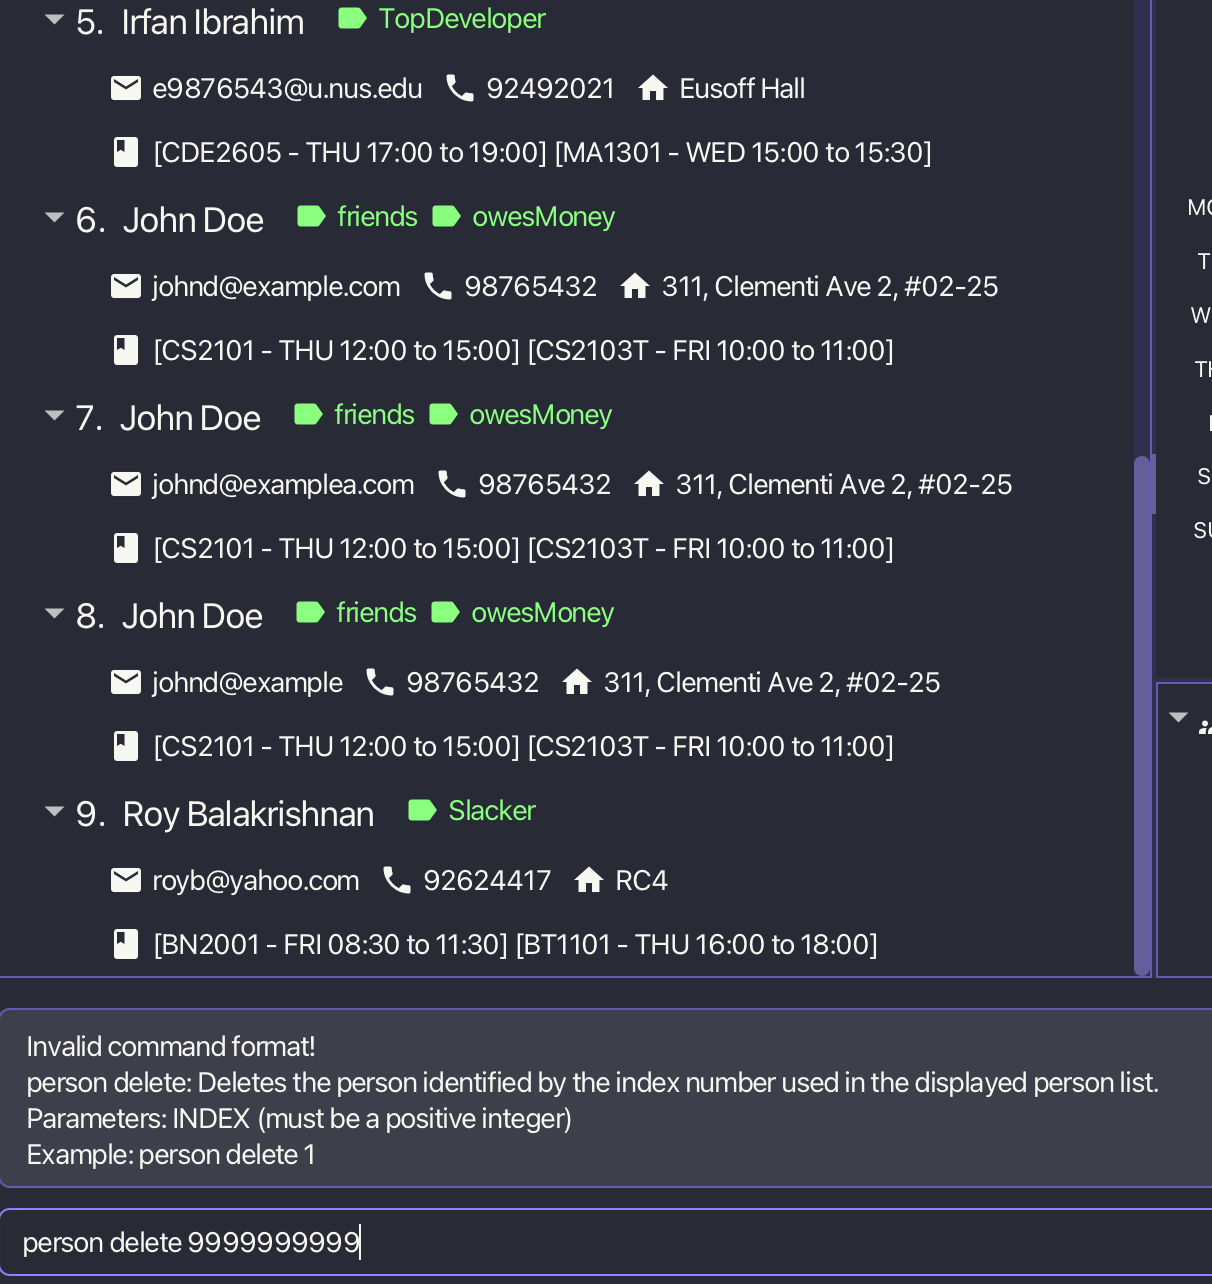 5. Irfan Ibrahim TopDeveloper
e9876543@u.nus.edu 92492021 Eusoff Hall
[CDE2605 - THU 17:00 to 19:00] [MA1301 - WED 15:00 to 15:30]
6. John Doe friends owesMoney
johnd@example.com 98765432 311, Clementi Ave 2, #02-25
[CS2101 - THU 12:00 to 15:00] [CS2103T - FRI 10:00 to 11:00]
7. John Doe friends owesMoney
johnd@examplea.com 98765432 311, Clementi Ave 2, #02-25
[CS2101 - THU 12:00 to 15:00] [CS2103T - FRI 10:00 to 11:00]
8. John Doe friends owesMoney
johnd@example 98765432 311, Clementi Ave 2, #02-25
[CS2101 - THU 12:00 to 15:00] [CS2103T - FRI 10:00 to 11:00]
9. Roy Balakrishnan Slacker
royb@yahoo.com 92624417 RC4
[BN2001 - FRI 08:30 to 11:30] [BT1101 - THU 16:00 to 18:00]
Invalid command format!
person delete: Deletes the person identified by the index number used in the displayed person list.
Parameters: INDEX (must be a positive integer)
Example: person delete 1
person delete 9999999999